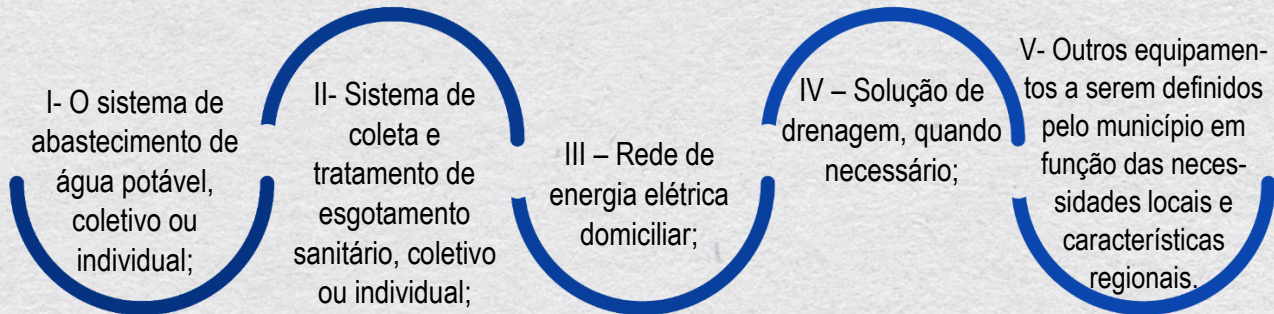 I- O sistema de
abastecimento de
água potável,
coletivo ou
individual;
II- Sistema de
coleta e
tratamento de
esgotamento
sanitário, coletivo
ou individual;
III – Rede de
energia elétrica
domiciliar;
IV – Solução de
drenagem, quando
necessário;
V- Outros equipamen-
tos a serem definidos
pelo município em
função das neces-
sidades locais e
características
regionais.